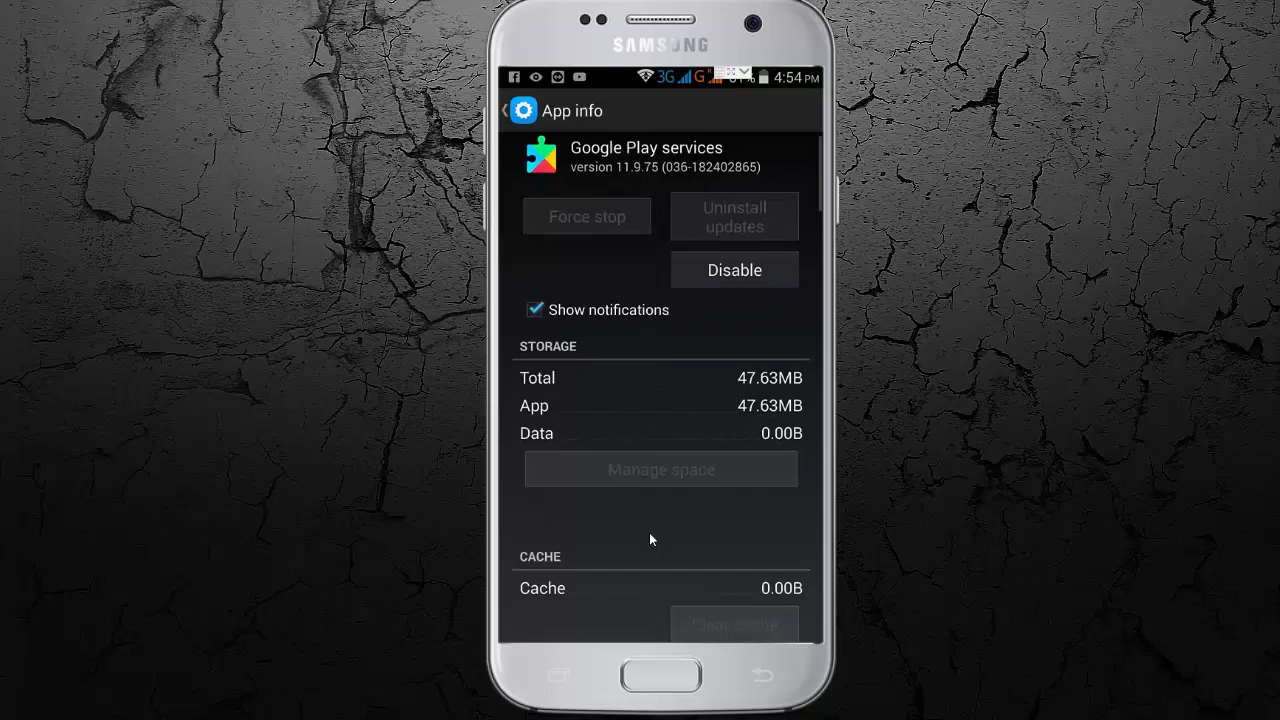 SAMSUNG
3G G 4:54 PM
App info
Google Play services
version 11.9.75 (036-182402865)
Force stop
Uninstall
updates
Disable
Show notifications
STORAGE
Total 47.63MB
App 47.63MB
Data 0.00B
Manage space
CACHE
Cache 0.00B
Clear cache